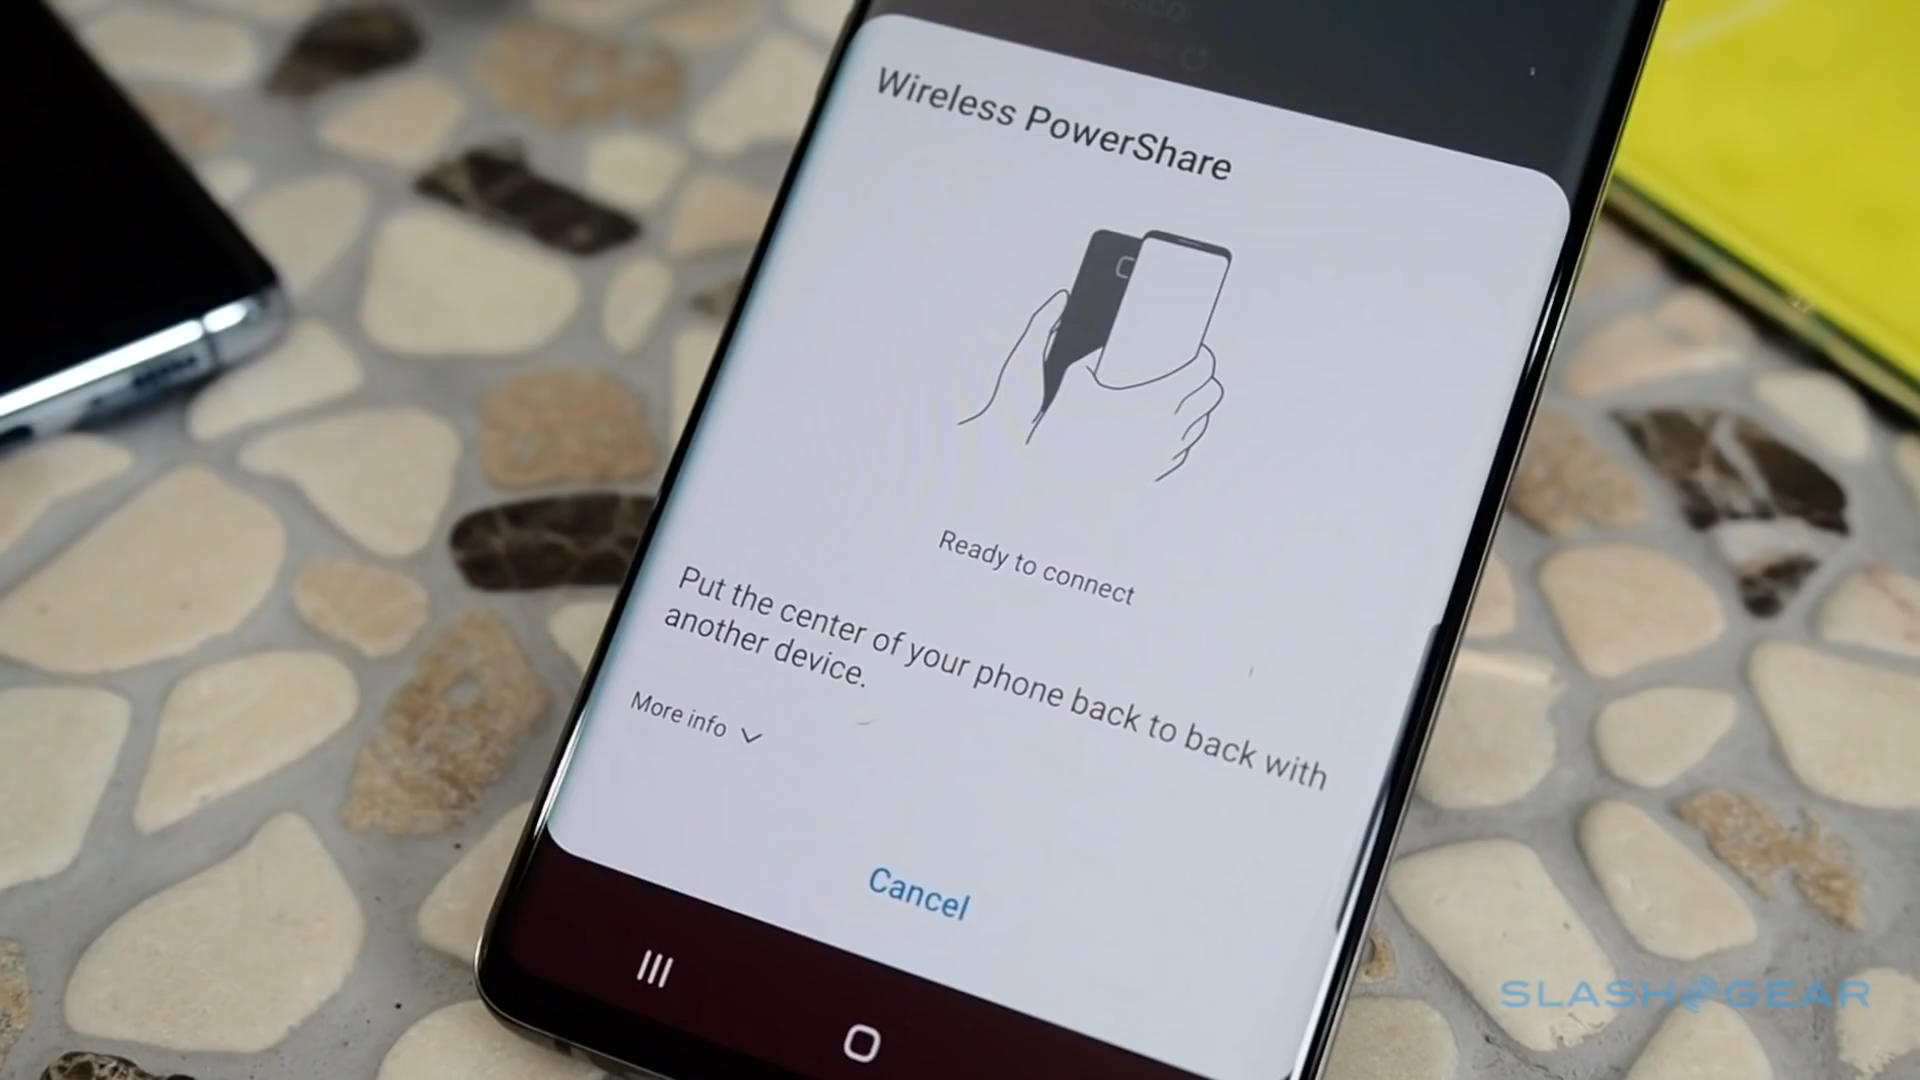 Wireless PowerShare
Ready to connect
Put the center of your phone back to back with
another device.
More info
Cancel
SLASHGEAR